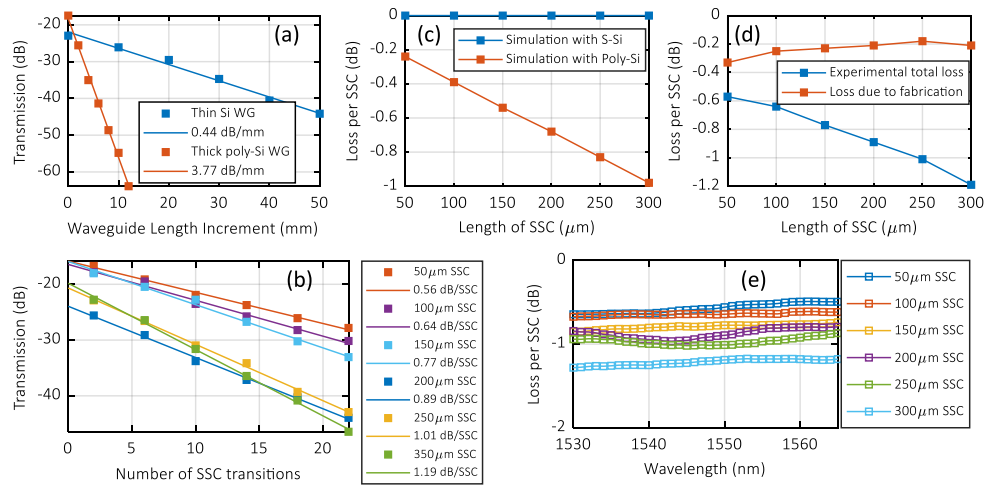 (a)
Transmission (dB)
-20
-30
-40
-50
-60
Thin Si WG
0.44 dB/mm
Thick poly-Si WG
3.77 dB/mm
0
10
20
30
40
50
Waveguide Length Increment (mm)
(c)
Loss per SSC (dB)
0
-0.2
-0.4
-0.6
-0.8
-1
Simulation with S-Si
Simulation with Poly-Si
50
100
150
200
250
300
Length of SSC (μm)
(d)
Loss per SSC (dB)
0
-0.2
-0.4
-0.6
-0.8
-1
-1.2
Experimental total loss
Loss due to fabrication
50
100
150
200
250
300
Length of SSC (μm)
(b)
Transmission (dB)
-20
-30
-40
0
5
10
15
20
Number of SSC transitions
50μm SSC
0.56 dB/SSC
100μm SSC
0.64 dB/SSC
150μm SSC
0.77 dB/SSC
200μm SSC
0.89 dB/SSC
250μm SSC
1.01 dB/SSC
350μm SSC
1.19 dB/SSC
(e)
Loss per SSC (dB)
0
-1
-2
1530
1540
1550
1560
Wavelength (nm)
50μm SSC
100μm SSC
150μm SSC
200μm SSC
250μm SSC
300μm SSC